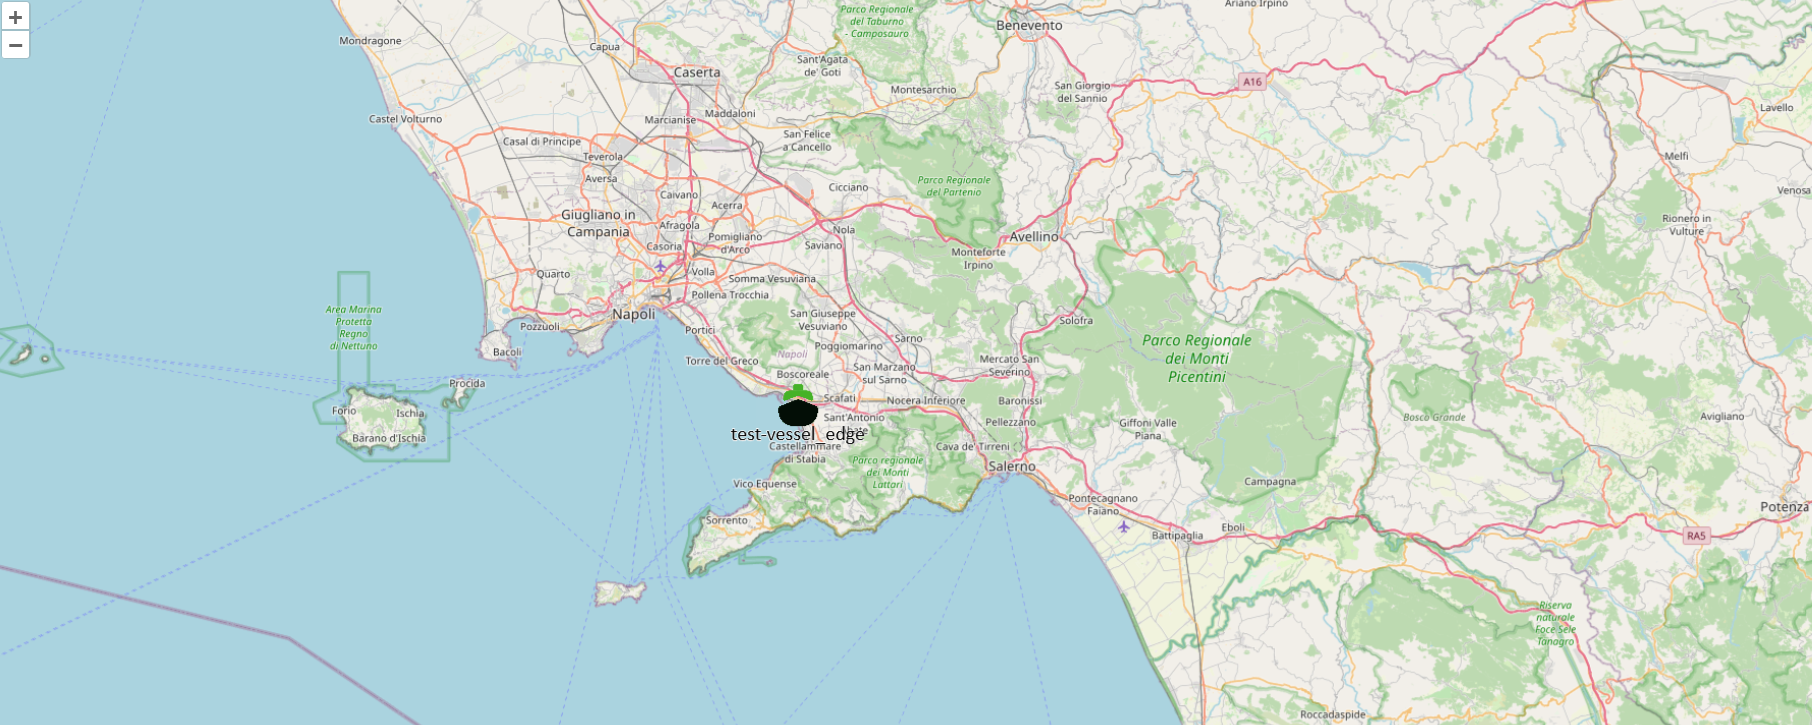 +
−
Mondragone
Capua
Caserta
Parco Regionale
del Taburno
- Camposauro
Benevento
Ariano Irpino
Sant'Agata
de' Goti
Montesarchio
San Giorgio
del Sannio
A16
Lavello
Castel Volturno
Marcianise
Maddaloni
San Felice
a Cancello
Casal di Principe
Teverola
Aversa
Melfi
Caivano
Acerra
Cicciano
Parco Regionale
del Partenio
Venosa
Giugliano in
Campania
Afragola
Casoria
Pomigliano
d'Arco
Nola
Saviano
Avellino
Monteforte
Irpino
Rionero in
Vulture
Quarto
Volla
Somma Vesuviana
Pollena Trocchia
Area Marina
Protetta
Regno
di Nettuno
Napoli
Pozzuoli
Portici
San Giuseppe
Vesuviano
Solofra
Bacoli
Torre del Greco
Napoli
Poggiomarino
Sarno
Parco Regionale
dei Monti
Picentini
Boscoreale
San Marzano
sul Sarno
Mercato San
Severino
Procida
Forio
Ischia
Barano d'Ischia
Scafati
Nocera Inferiore
Baronissi
Sant'Antonio
Abate
test-vessel_edge
Pellezzano
Giffoni Valle
Piana
Bosco Grande
Avigliano
Castellammare
di Stabia
Cava de' Tirreni
Parco regionale
dei Monti
Lattari
Salerno
Vico Equense
Campagna
Pontecagnano
Faiano
Potenza
Sorrento
Battipaglia
Eboli
RA5
Riserva
naturale
Foce Sele
Tanagro
Roccadaspide